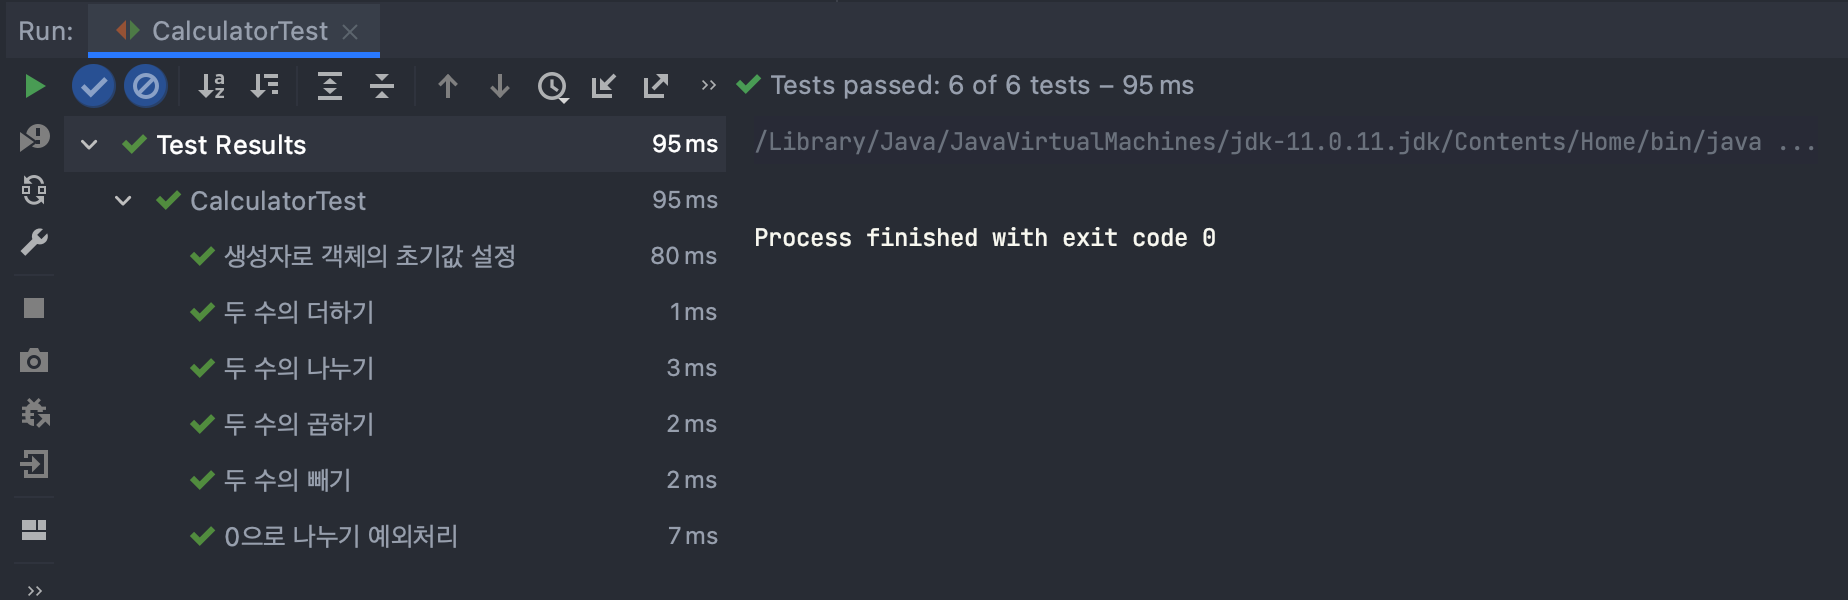 Run: CalculatorTest
Tests passed: 6 of 6 tests – 95 ms
Test Results 95 ms
CalculatorTest 95 ms
생성자로 객체의 초기값 설정 80 ms
두 수의 더하기 1 ms
두 수의 나누기 3 ms
두 수의 곱하기 2 ms
두 수의 빼기 2 ms
0으로 나누기 예외처리 7 ms
/Library/Java/JavaVirtualMachines/jdk-11.0.11.jdk/Contents/Home/bin/java ...
Process finished with exit code 0